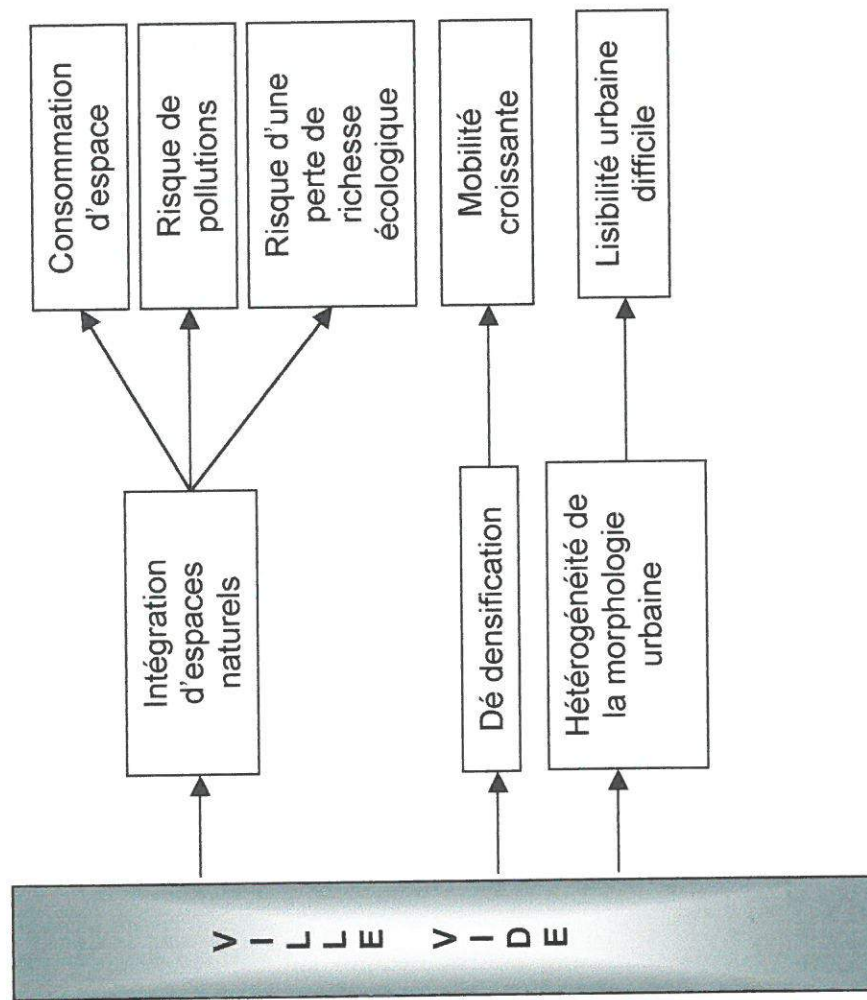 VILLE VIDE
Intégration
d'espaces
naturels
Consommation
d'espace
Risque de
pollutions
Risque d'une
perte de
richesse
écologique
Dé densification
Mobilité
croissante
Hétérogénéité de
la morphologie
urbaine
Lisibilité urbaine
difficile